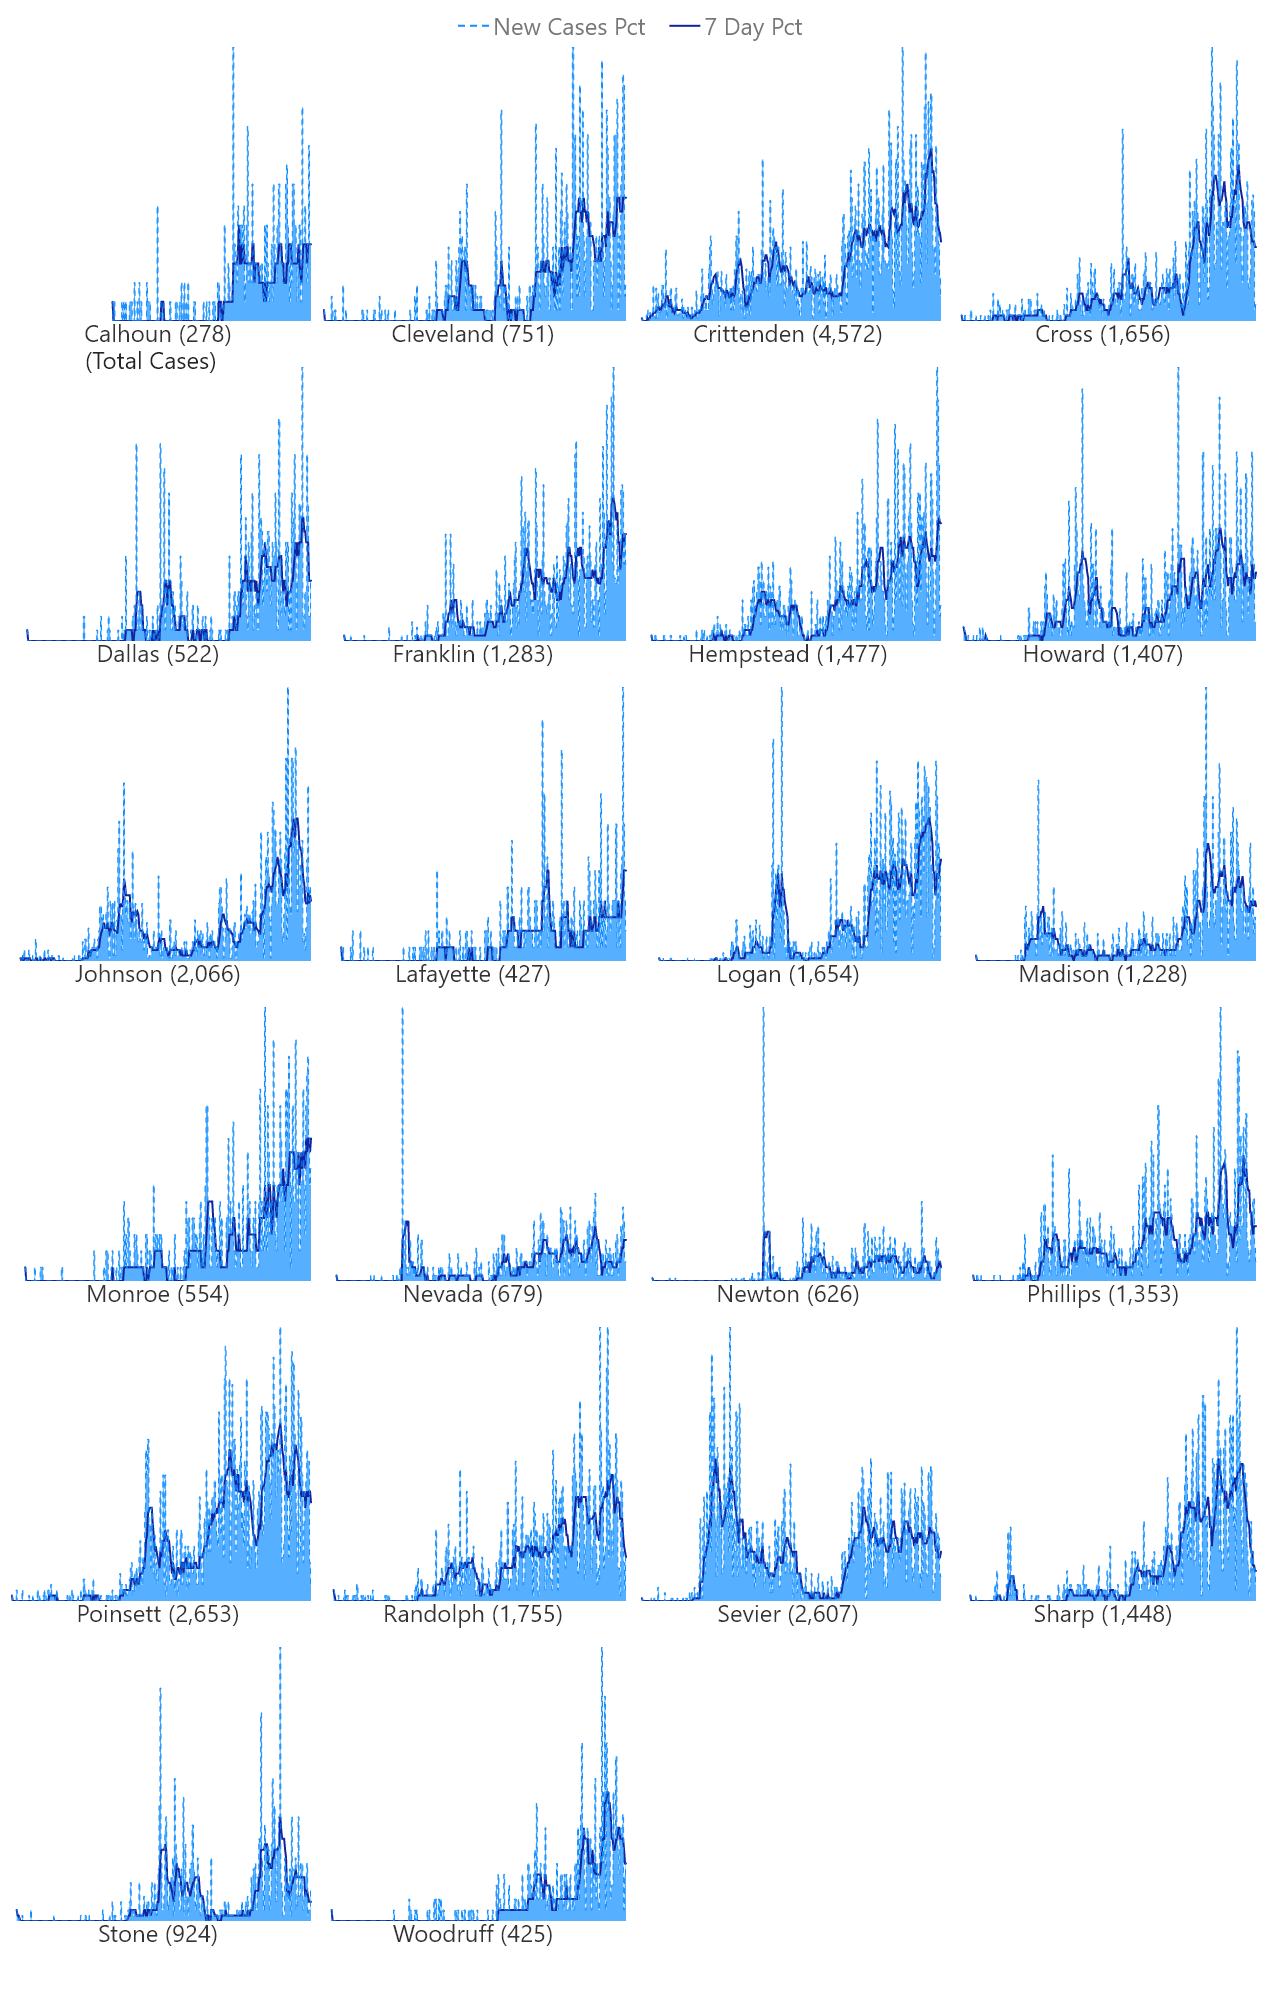 New Cases Pct 7 Day Pct
Calhoun (278) Cleveland (751) Crittenden (4,572) Cross (1,656)
(Total Cases)
Dallas (522) Franklin (1,283) Hempstead (1,477) Howard (1,407)
Johnson (2,066) Lafayette (427) Logan (1,654) Madison (1,228)
Monroe (554) Nevada (679) Newton (626) Phillips (1,353)
Poinsett (2,653) Randolph (1,755) Sevier (2,607) Sharp (1,448)
Stone (924) Woodruff (425)